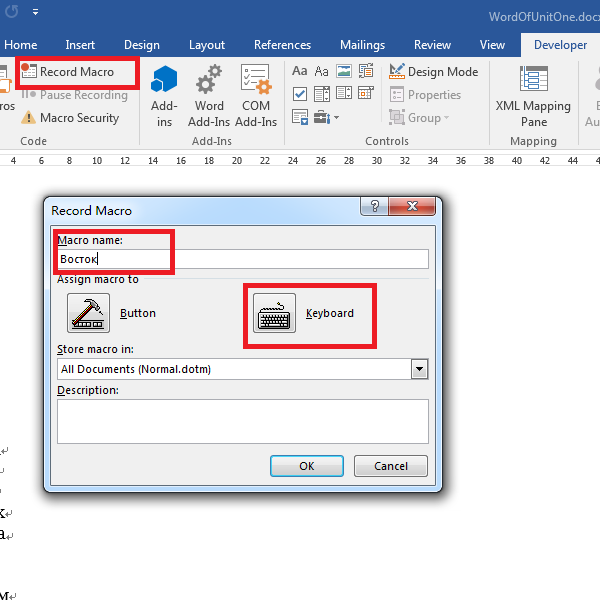 WordOfUnitOne.docx
Home Insert Design Layout References Mailings Review View Developer
Record Macro
Pause Recording
Macro Security
Add-
ins
Word
Add-Ins
COM
Add-Ins
Aa Aa
Design Mode
Properties
Group
XML Mapping
Pane
Code Add-Ins Controls Mapping
4 6 8 10 12 14 16 18 20 22 24 26 28 30 32 34 36 38 40 42 44
Record Macro
Macro name:
Восток
Assign macro to
Button
Keyboard
Store macro in:
All Documents (Normal.dotm)
Description:
OK Cancel